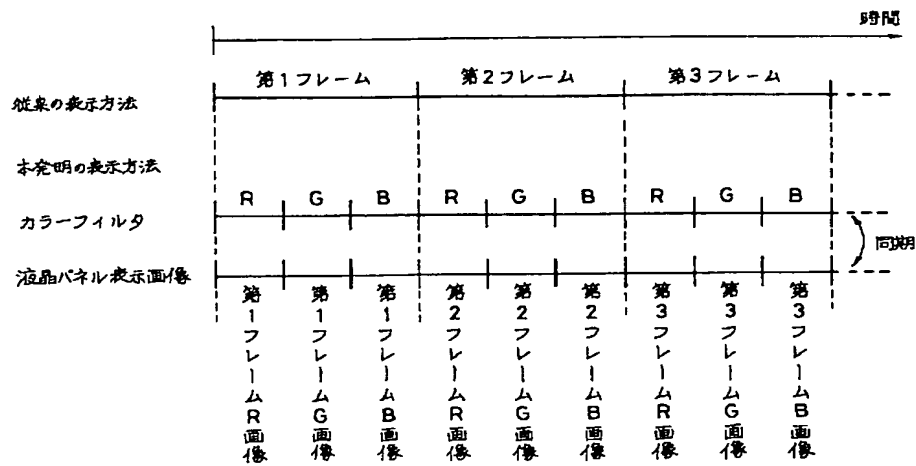 時間
第1フレーム 第2フレーム 第3フレーム
従来の表示方法
本発明の表示方法
R G B R G B R G B
カラーフィルタ
同期
液晶パネル表示画像
第1フレームR画像
第1フレームG画像
第1フレームB画像
第2フレームR画像
第2フレームG画像
第2フレームB画像
第3フレームR画像
第3フレームG画像
第3フレームB画像